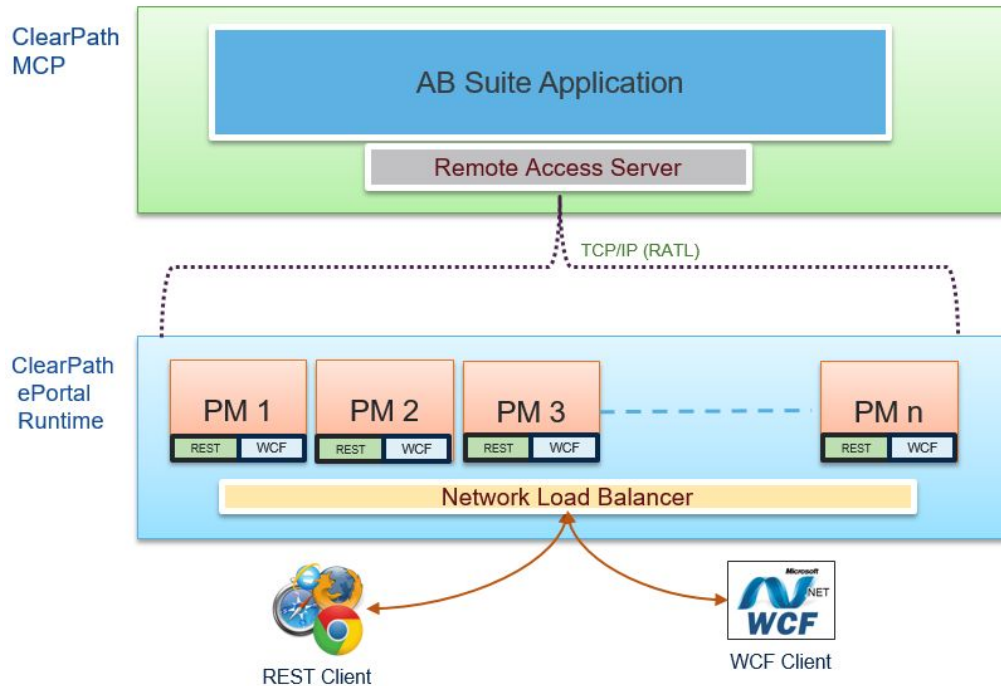 ClearPath
MCP
AB Suite Application
Remote Access Server
TCP/IP (RATL)
ClearPath
ePortal
Runtime
PM 1
PM 2
PM 3
PM n
REST WCF
REST WCF
REST WCF
REST WCF
Network Load Balancer
Microsoft
NET
WCF
REST Client
WCF Client